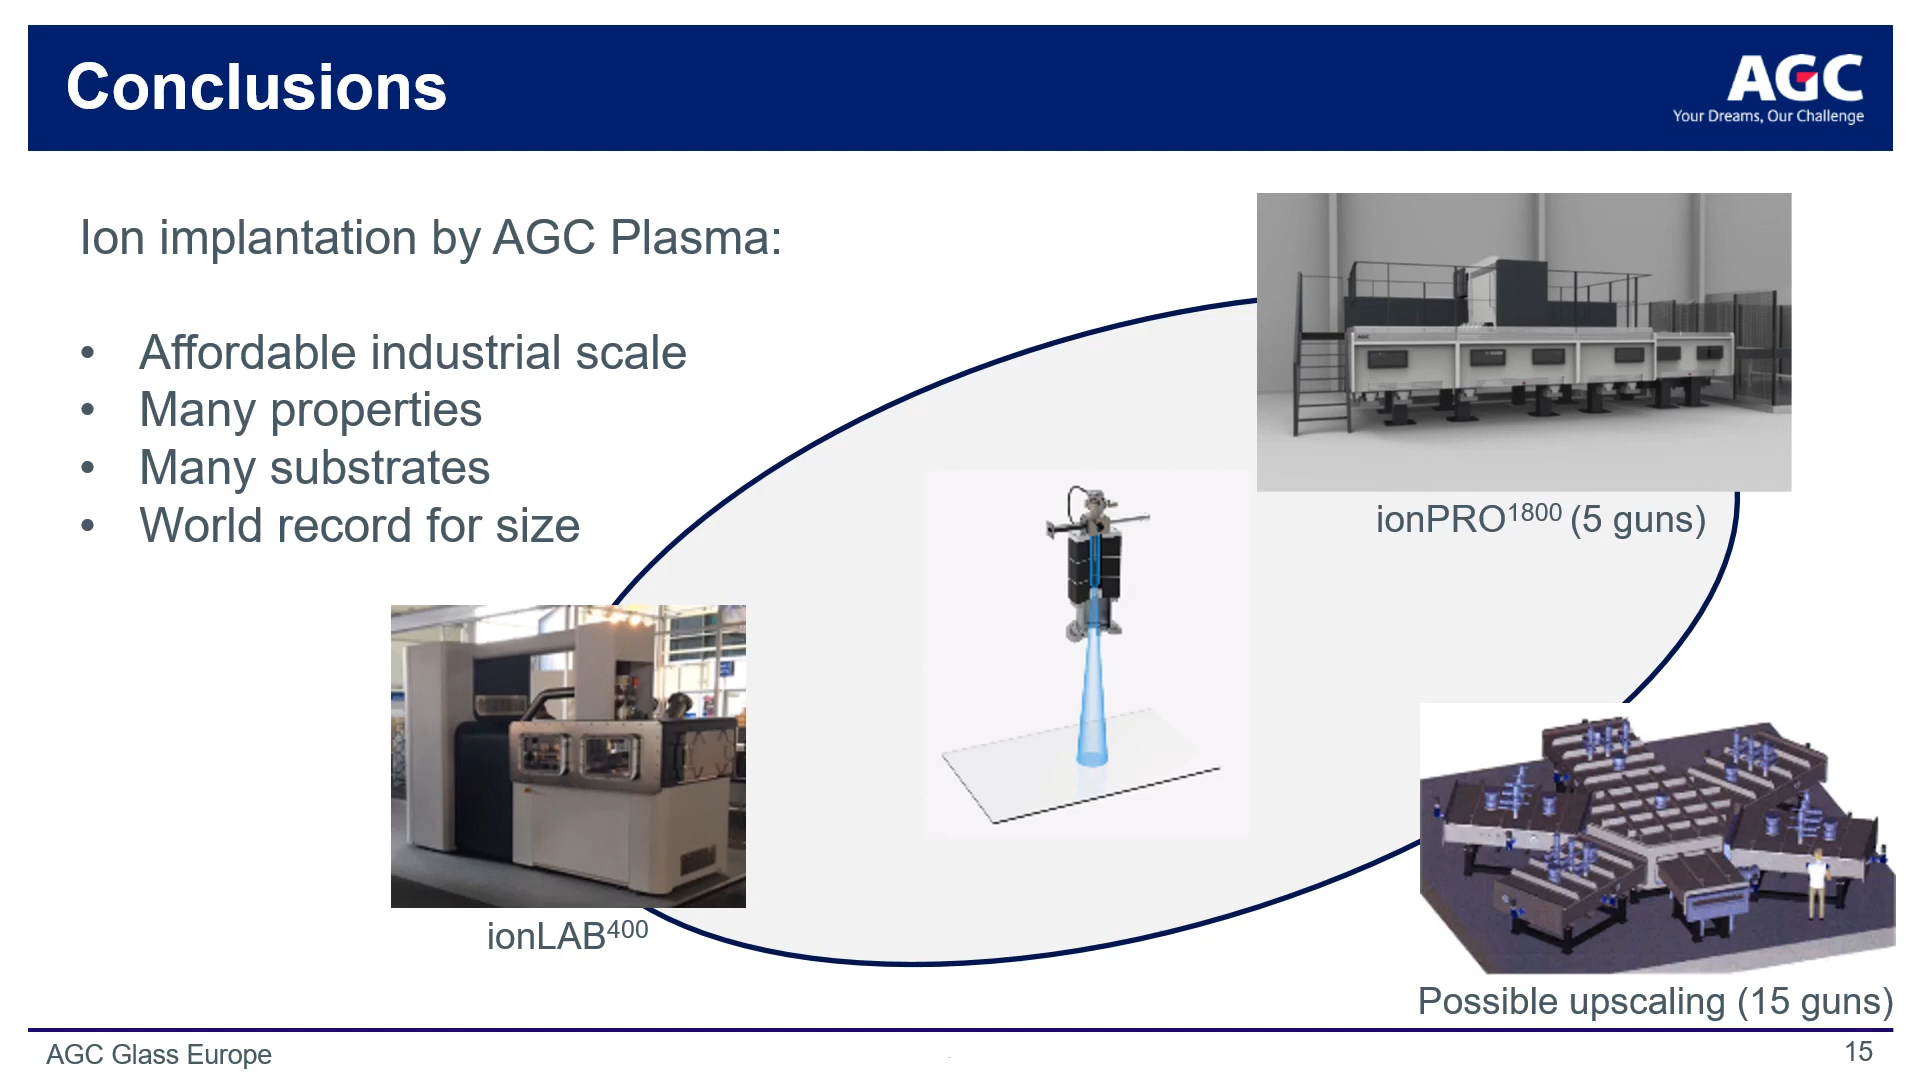 Conclusions
AGC
Your Dreams, Our Challenge
Ion implantation by AGC Plasma:
• Affordable industrial scale
• Many properties
• Many substrates
• World record for size
AGC
ionPRO¹⁸⁰⁰ (5 guns)
ionLAB⁴⁰⁰
Possible upscaling (15 guns)
AGC Glass Europe
15